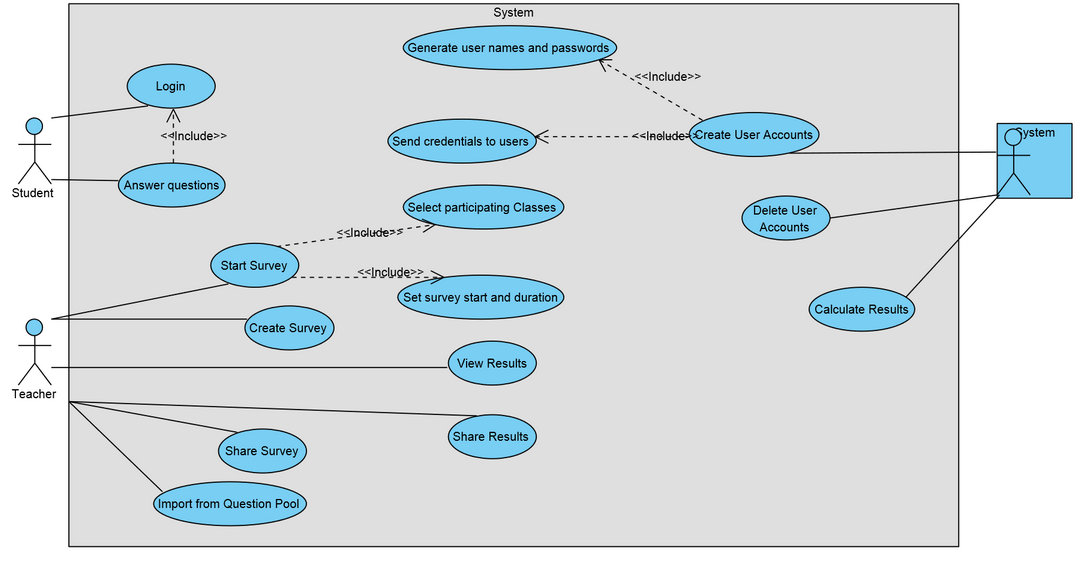 System
Generate user names and passwords
<<Include>>
Login
<<Include>>
Student
Answer questions
Send credentials to users
<<Include>>
Create User Accounts
System
Select participating Classes
<<Include>>
Delete User
Accounts
Start Survey
<<Include>>
Set survey start and duration
Calculate Results
Create Survey
Teacher
View Results
Share Results
Share Survey
Import from Question Pool